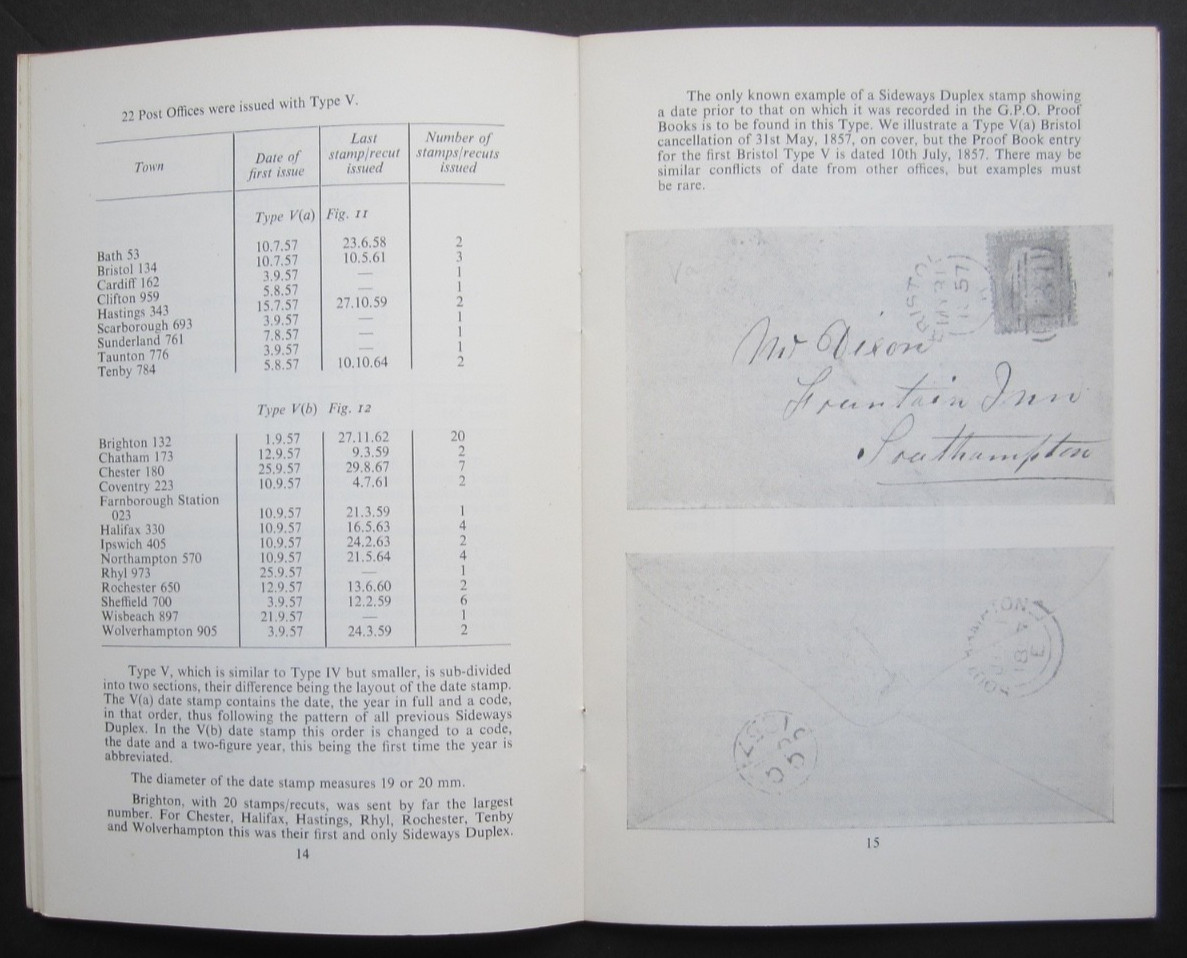 22 Post Offices were issued with Type V.
Town Date of first issue Last stamp/recut issued Number of stamps/recuts issued
Type V(a) Fig. 11
Bath 53 10.7.57 23.6.58 2
Bristol 134 10.7.57 10.5.61 3
Cardiff 162 3.9.57 — 1
Clifton 959 5.8.57 — 1
Hastings 343 15.7.57 27.10.59 2
Scarborough 693 3.9.57 — 1
Sunderland 761 7.8.57 — 1
Taunton 776 3.9.57 — 1
Tenby 784 5.8.57 10.10.64 2
Type V(b) Fig. 12
Brighton 132 1.9.57 27.11.62 20
Chatham 173 12.9.57 9.3.59 2
Chester 180 25.9.57 29.8.67 7
Coventry 223 10.9.57 4.7.61 2
Farnborough Station
023 10.9.57 21.3.59 1
Halifax 330 10.9.57 16.5.63 4
Ipswich 405 10.9.57 24.2.63 2
Northampton 570 10.9.57 21.5.64 4
Rhyl 973 25.9.57 — 1
Rochester 650 12.9.57 13.6.60 2
Sheffield 700 3.9.57 12.2.59 6
Wisbeach 897 21.9.57 — 1
Wolverhampton 905 3.9.57 24.3.59 2
Type V, which is similar to Type IV but smaller, is sub-divided
into two sections, their difference being the layout of the date stamp.
The V(a) date stamp contains the date, the year in full and a code,
in that order, thus following the pattern of all previous Sideways
Duplex. In the V(b) date stamp this order is changed to a code,
the date and a two-figure year, this being the first time the year is
abbreviated.
The diameter of the date stamp measures 19 or 20 mm.
Brighton, with 20 stamps/recuts, was sent by far the largest
number. For Chester, Halifax, Hastings, Rhyl, Rochester, Tenby
and Wolverhampton this was their first and only Sideways Duplex.
14
The only known example of a Sideways Duplex stamp showing
a date prior to that on which it was recorded in the G.P.O. Proof
Books is to be found in this Type. We illustrate a Type V(a) Bristol
cancellation of 31st May, 1857, on cover, but the Proof Book entry
for the first Bristol Type V is dated 10th July, 1857. There may be
similar conflicts of date from other offices, but examples must
be rare.
BRISTOL
MY 31
1857
Mr Dixon
Fountain Inn
Southampton
15